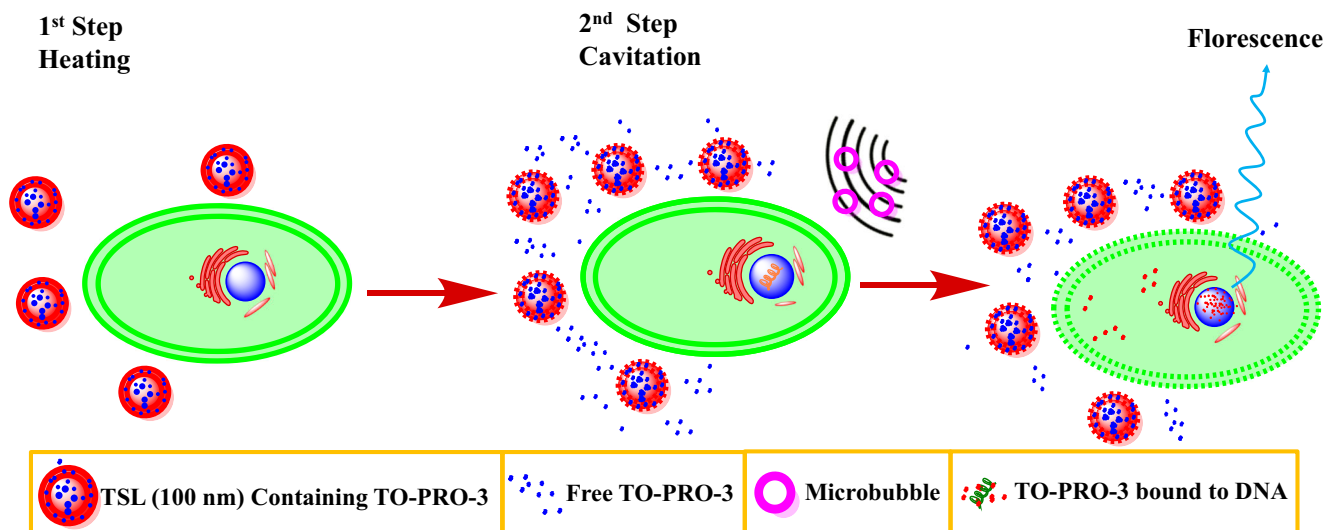 1st Step
Heating
2nd Step
Cavitation
Florescence
TSL (100 nm) Containing TO-PRO-3
Free TO-PRO-3
Microbubble
TO-PRO-3 bound to DNA